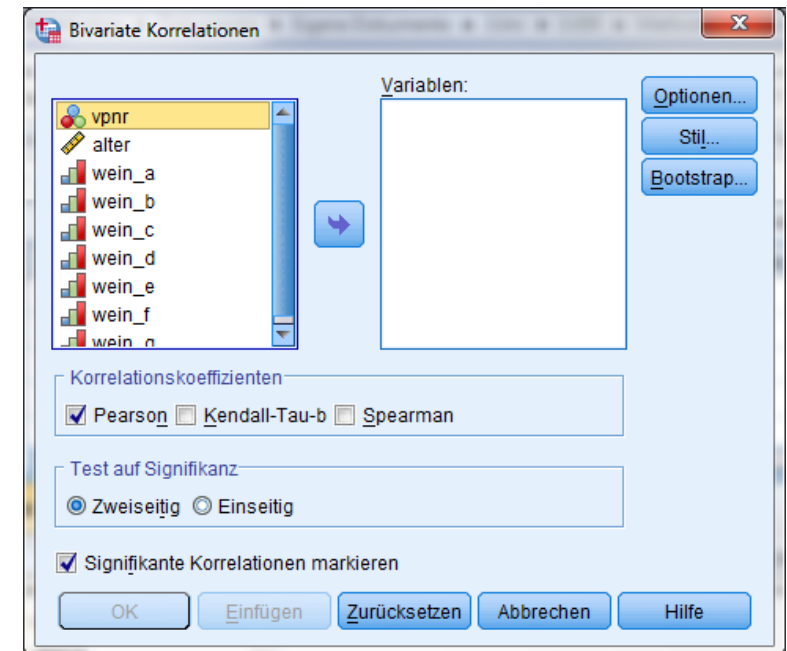 Bivariate Korrelationen
Variablen:
vpnr
alter
wein_a
wein_b
wein_c
wein_d
wein_e
wein_f
Optionen...
Stil...
Bootstrap...
Korrelationskoeffizienten
Pearson Kendall-Tau-b Spearman
Test auf Signifikanz
Zweiseitig Einseitig
Signifikante Korrelationen markieren
OK Einfügen Zurücksetzen Abbrechen Hilfe